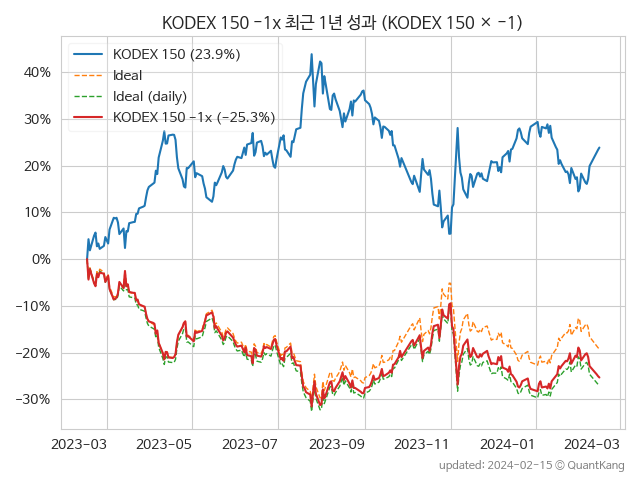 KODEX 150 −1x 최근 1년 성과 (KODEX 150 × −1)
KODEX 150 (23.9%)
Ideal
Ideal (daily)
KODEX 150 −1x (−25.3%)
40%
30%
20%
10%
0%
−10%
−20%
−30%
2023-03
2023-05
2023-07
2023-09
2023-11
2024-01
2024-03
updated: 2024-02-15 © QuantKang